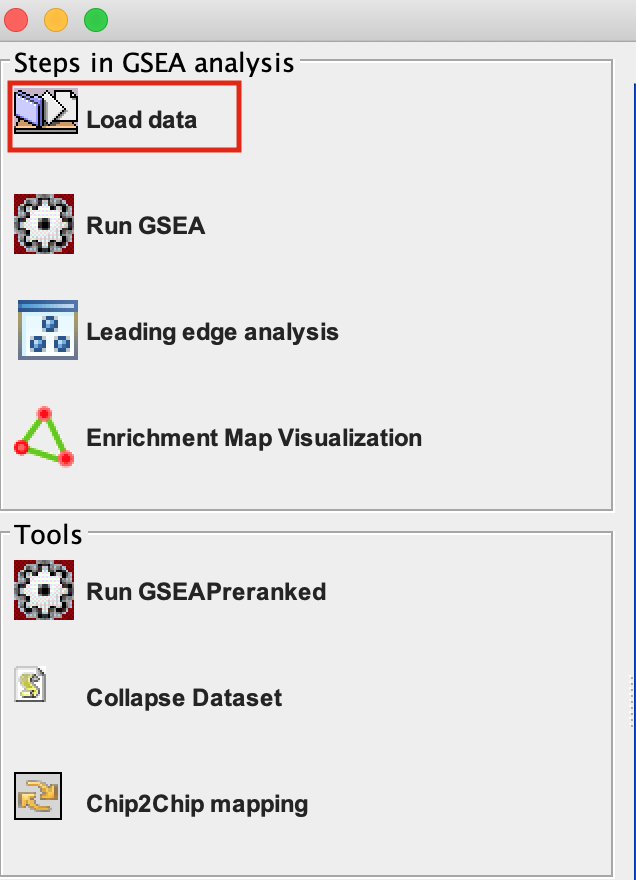 Steps in GSEA analysis
Load data
Run GSEA
Leading edge analysis
Enrichment Map Visualization
Tools
Run GSEAPreranked
Collapse Dataset
Chip2Chip mapping